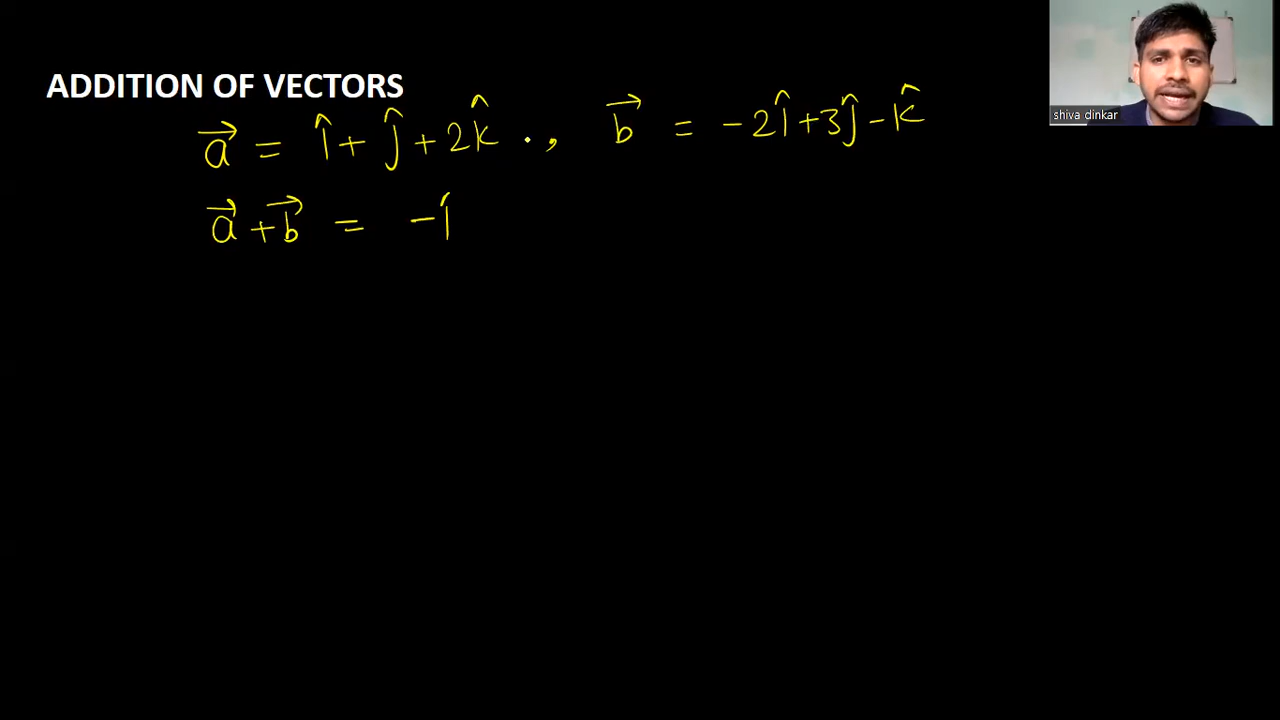 ADDITION OF VECTORS
shiva dinkar
a⃗ = î + ĵ + 2k̂ . , b⃗ = -2î + 3ĵ - k̂
a⃗ + b⃗ = -î